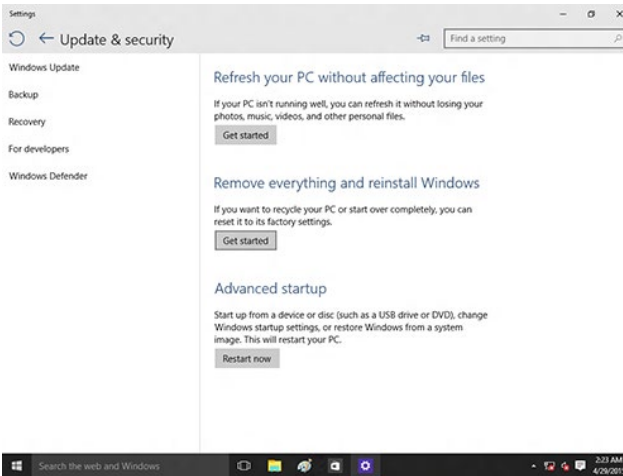 Settings
Update & security
Find a setting
Windows Update
Backup
Recovery
For developers
Windows Defender
Refresh your PC without affecting your files
If your PC isn't running well, you can refresh it without losing your
photos, music, videos, and other personal files.
Get started
Remove everything and reinstall Windows
If you want to recycle your PC or start over completely, you can
reset it to its factory settings.
Get started
Advanced startup
Start up from a device or disc (such as a USB drive or DVD), change
Windows startup settings, or restore Windows from a system
image. This will restart your PC.
Restart now
Search the web and Windows
2:23 AM